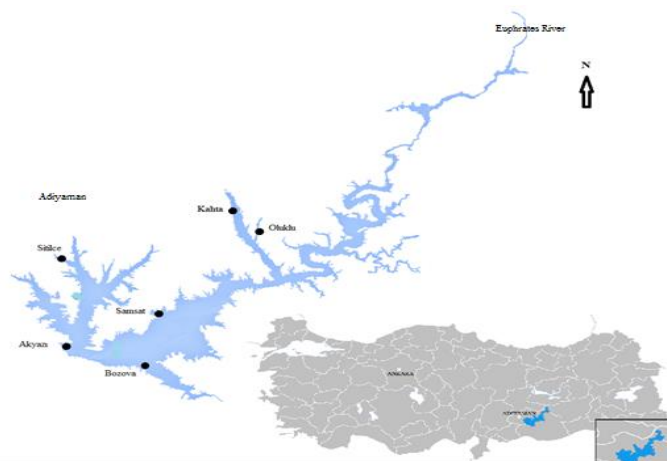 Euphrates River
N
Adiyaman
Kahta
Oluklu
Sitilce
Samsat
Akyan
Bozova
ANKARA
ADIYAMAN